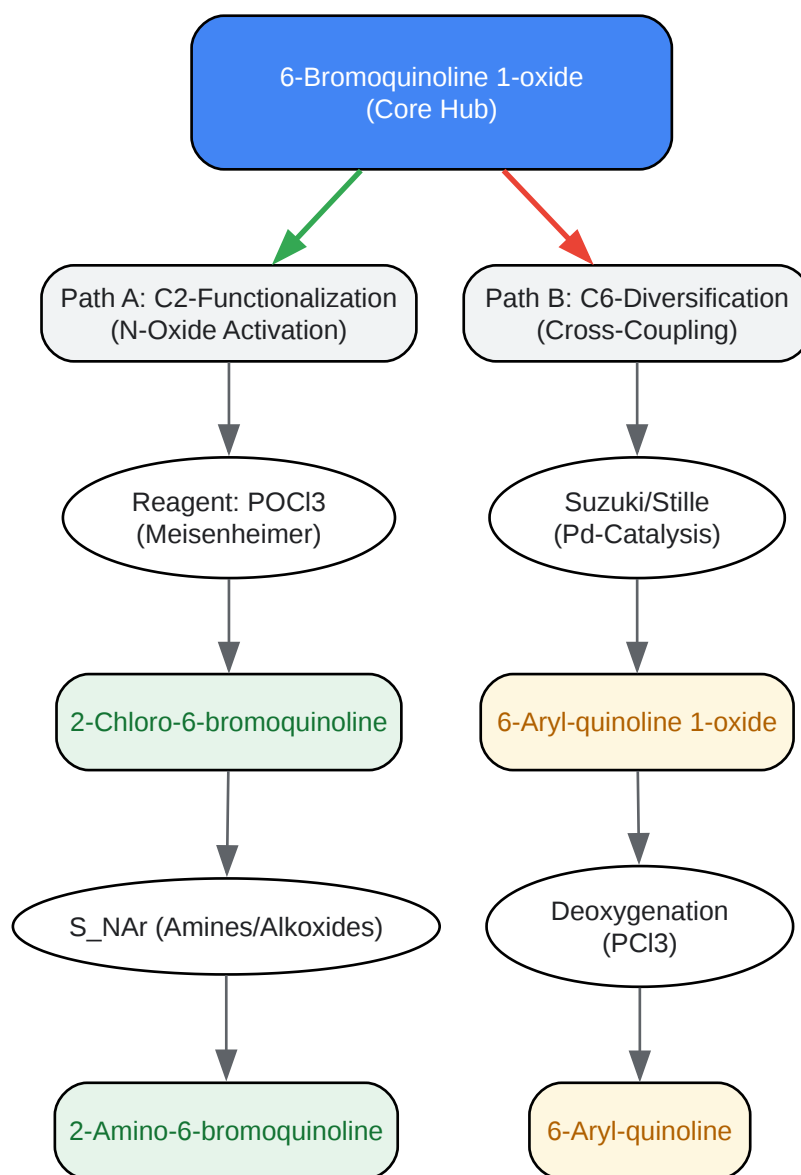 6-Bromoquinoline 1-oxide
(Core Hub)
Path A: C2-Functionalization
(N-Oxide Activation)
Path B: C6-Diversification
(Cross-Coupling)
Reagent: POCl3
(Meisenheimer)
Suzuki/Stille
(Pd-Catalysis)
2-Chloro-6-bromoquinoline
6-Aryl-quinoline 1-oxide
S_NAr (Amines/Alkoxides)
Deoxygenation
(PCl3)
2-Amino-6-bromoquinoline
6-Aryl-quinoline